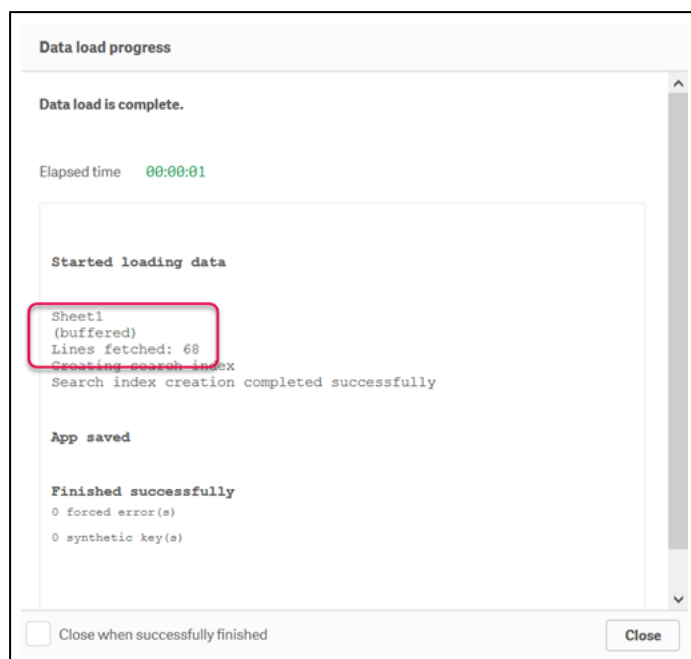 Data load progress
Data load is complete.
Elapsed time 00:00:01
Started loading data
Sheet1
(buffered)
Lines fetched: 68
Creating search index
Search index creation completed successfully
App saved
Finished successfully
0 forced error(s)
0 synthetic key(s)
Close when successfully finished
Close